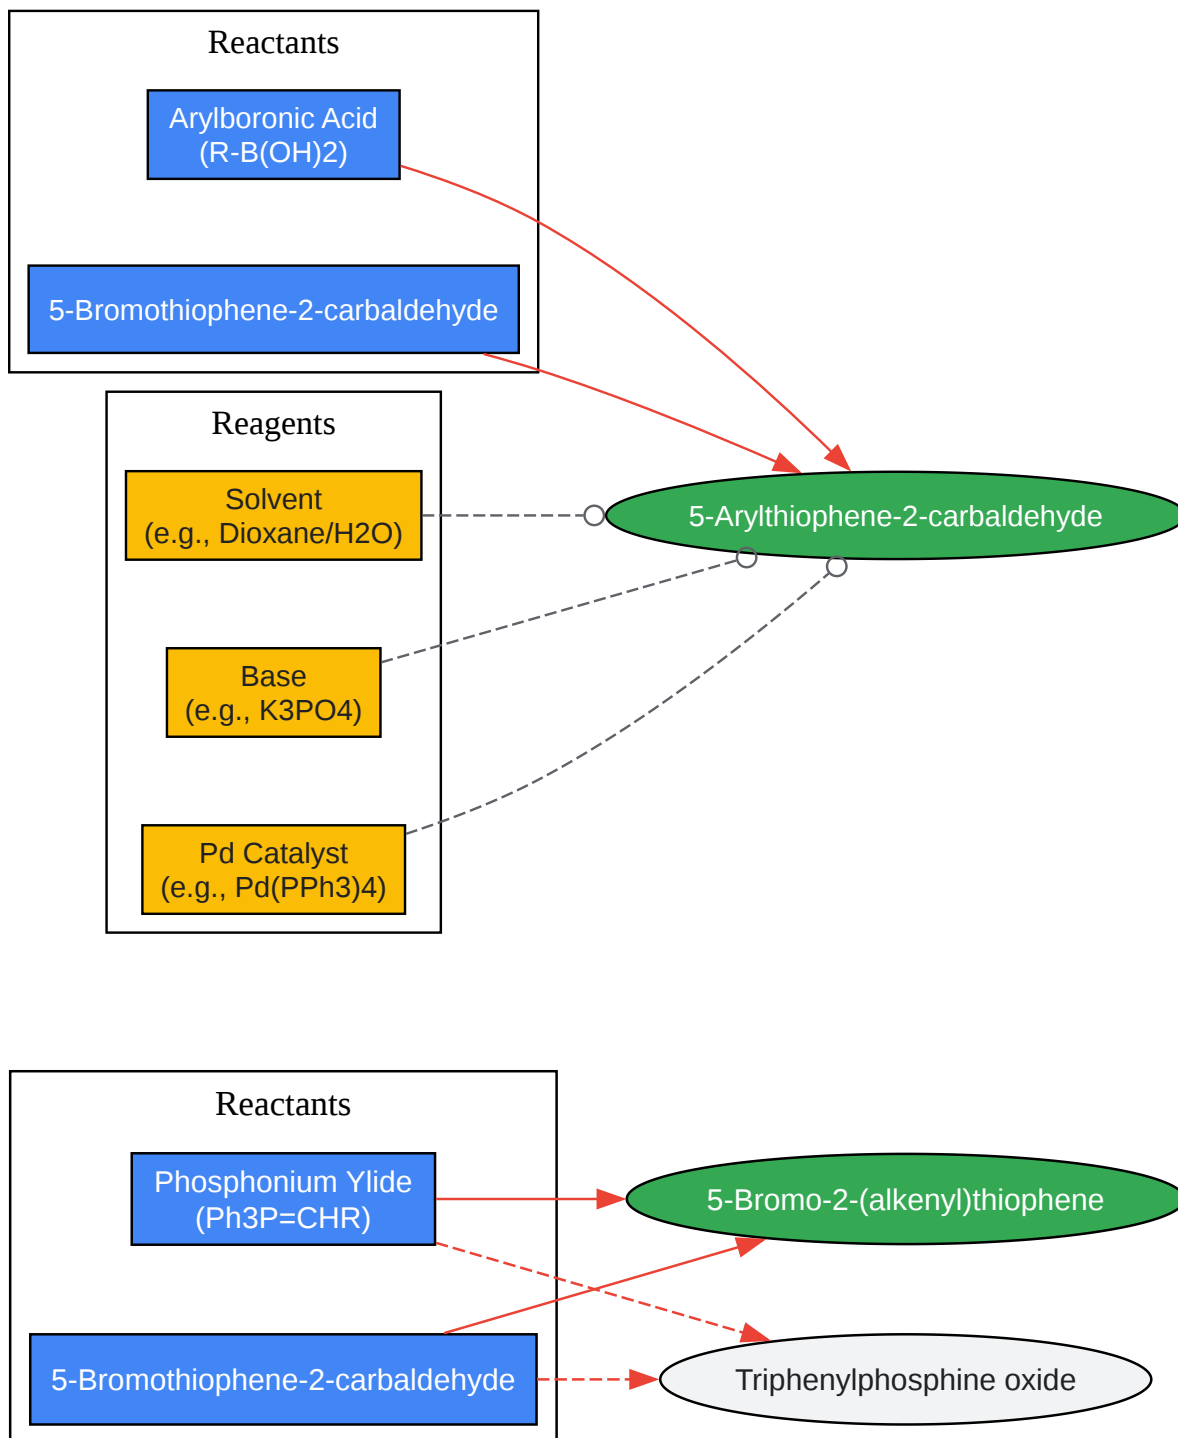 Reactants
Arylboronic Acid
(R-B(OH)2)
5-Bromothiophene-2-carbaldehyde
Reagents
Solvent
(e.g., Dioxane/H2O)
5-Arylthiophene-2-carbaldehyde
Base
(e.g., K3PO4)
Pd Catalyst
(e.g., Pd(PPh3)4)
Reactants
Phosphonium Ylide
(Ph3P=CHR)
5-Bromo-2-(alkenyl)thiophene
5-Bromothiophene-2-carbaldehyde
Triphenylphosphine oxide